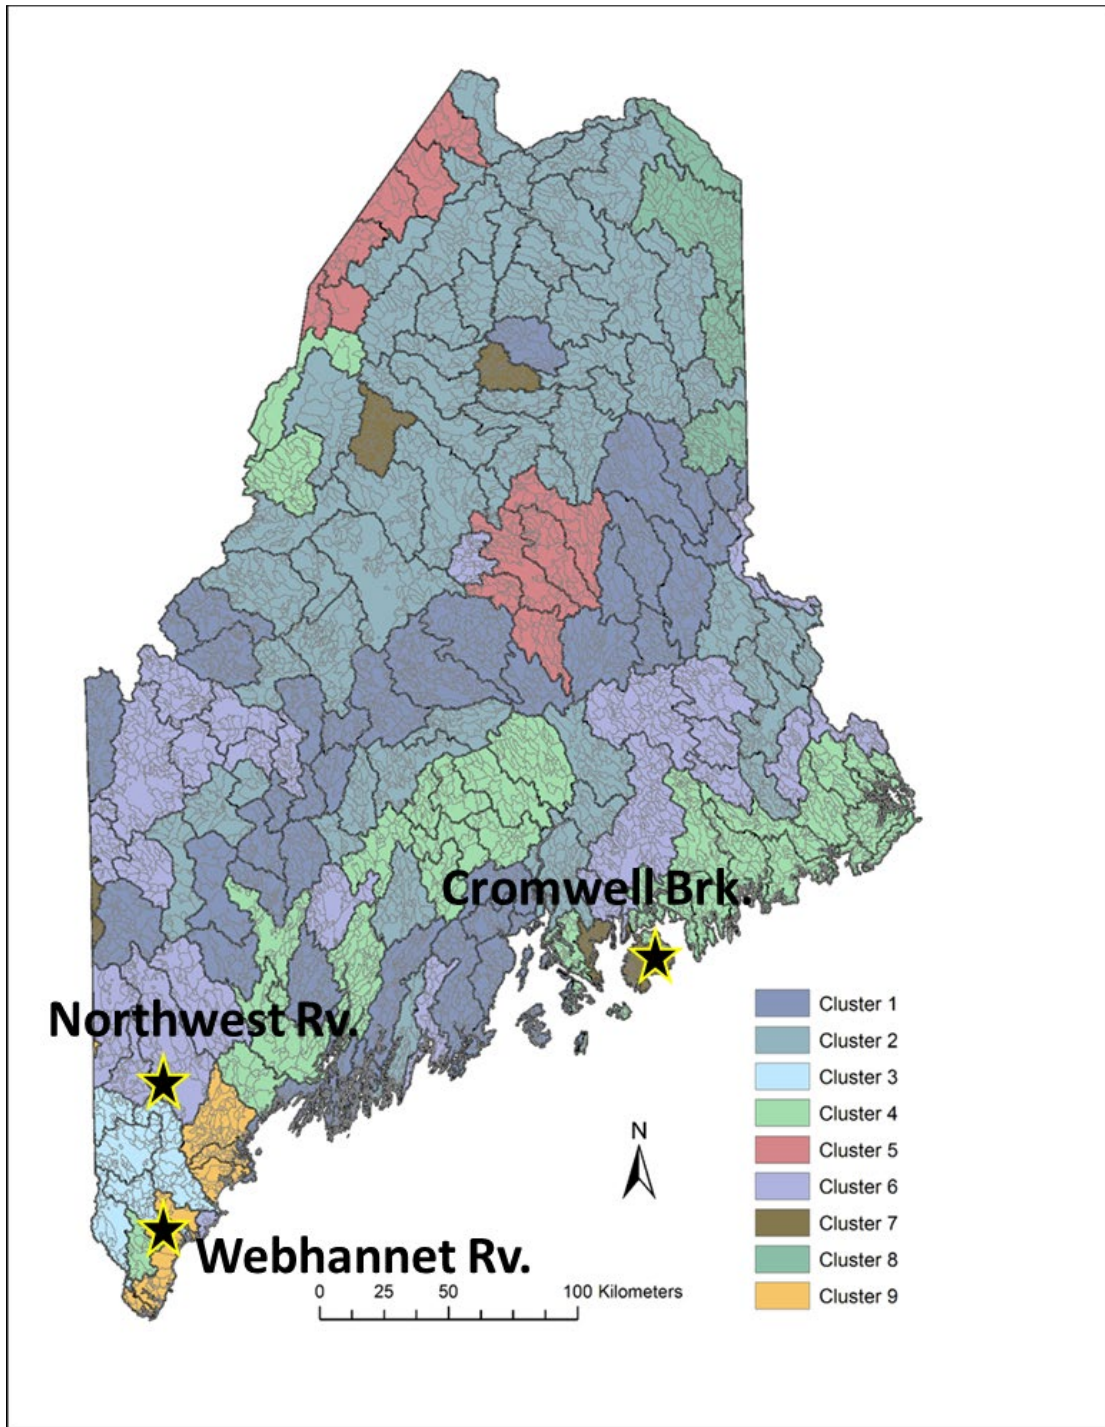 Cromwell Brk.
Northwest Rv.
Webhannet Rv.
N
0 25 50 100 Kilometers
Cluster 1
Cluster 2
Cluster 3
Cluster 4
Cluster 5
Cluster 6
Cluster 7
Cluster 8
Cluster 9